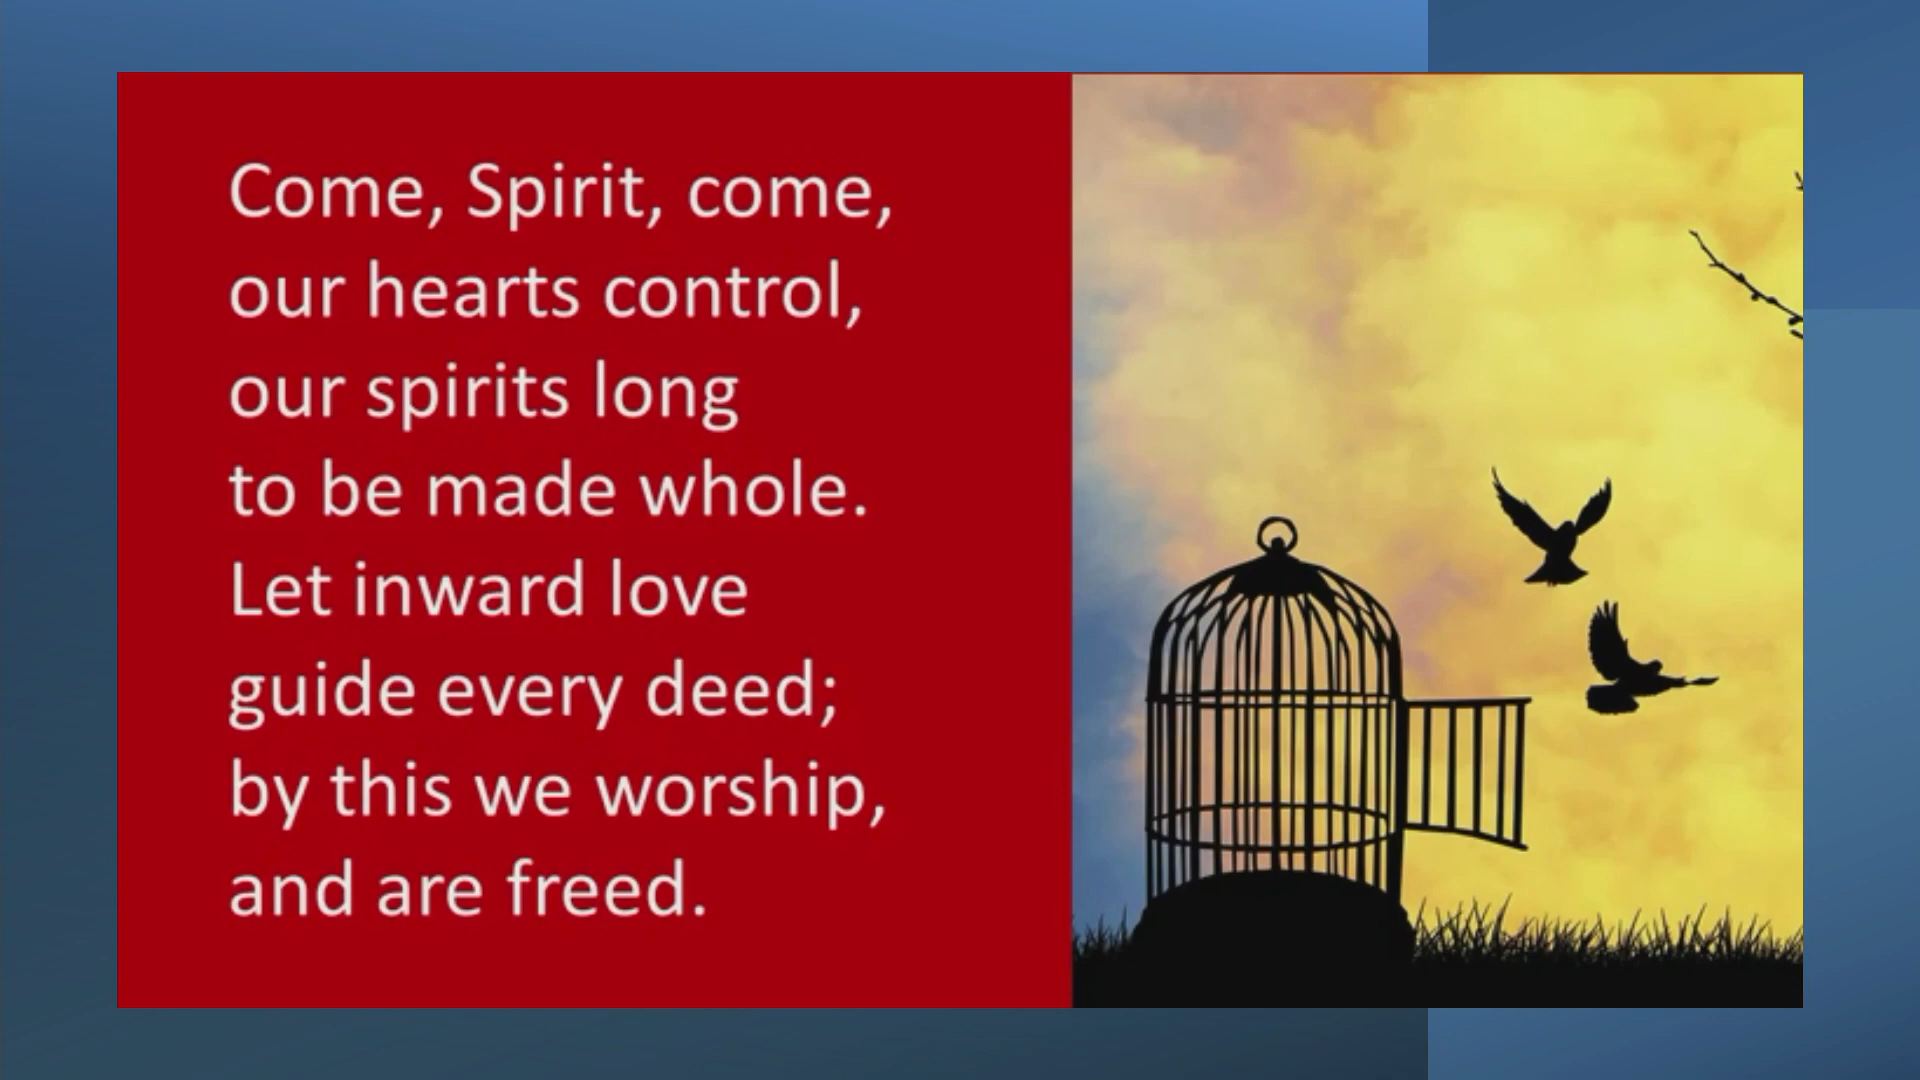 Come, Spirit, come,
our hearts control,
our spirits long
to be made whole.
Let inward love
guide every deed;
by this we worship,
and are freed.